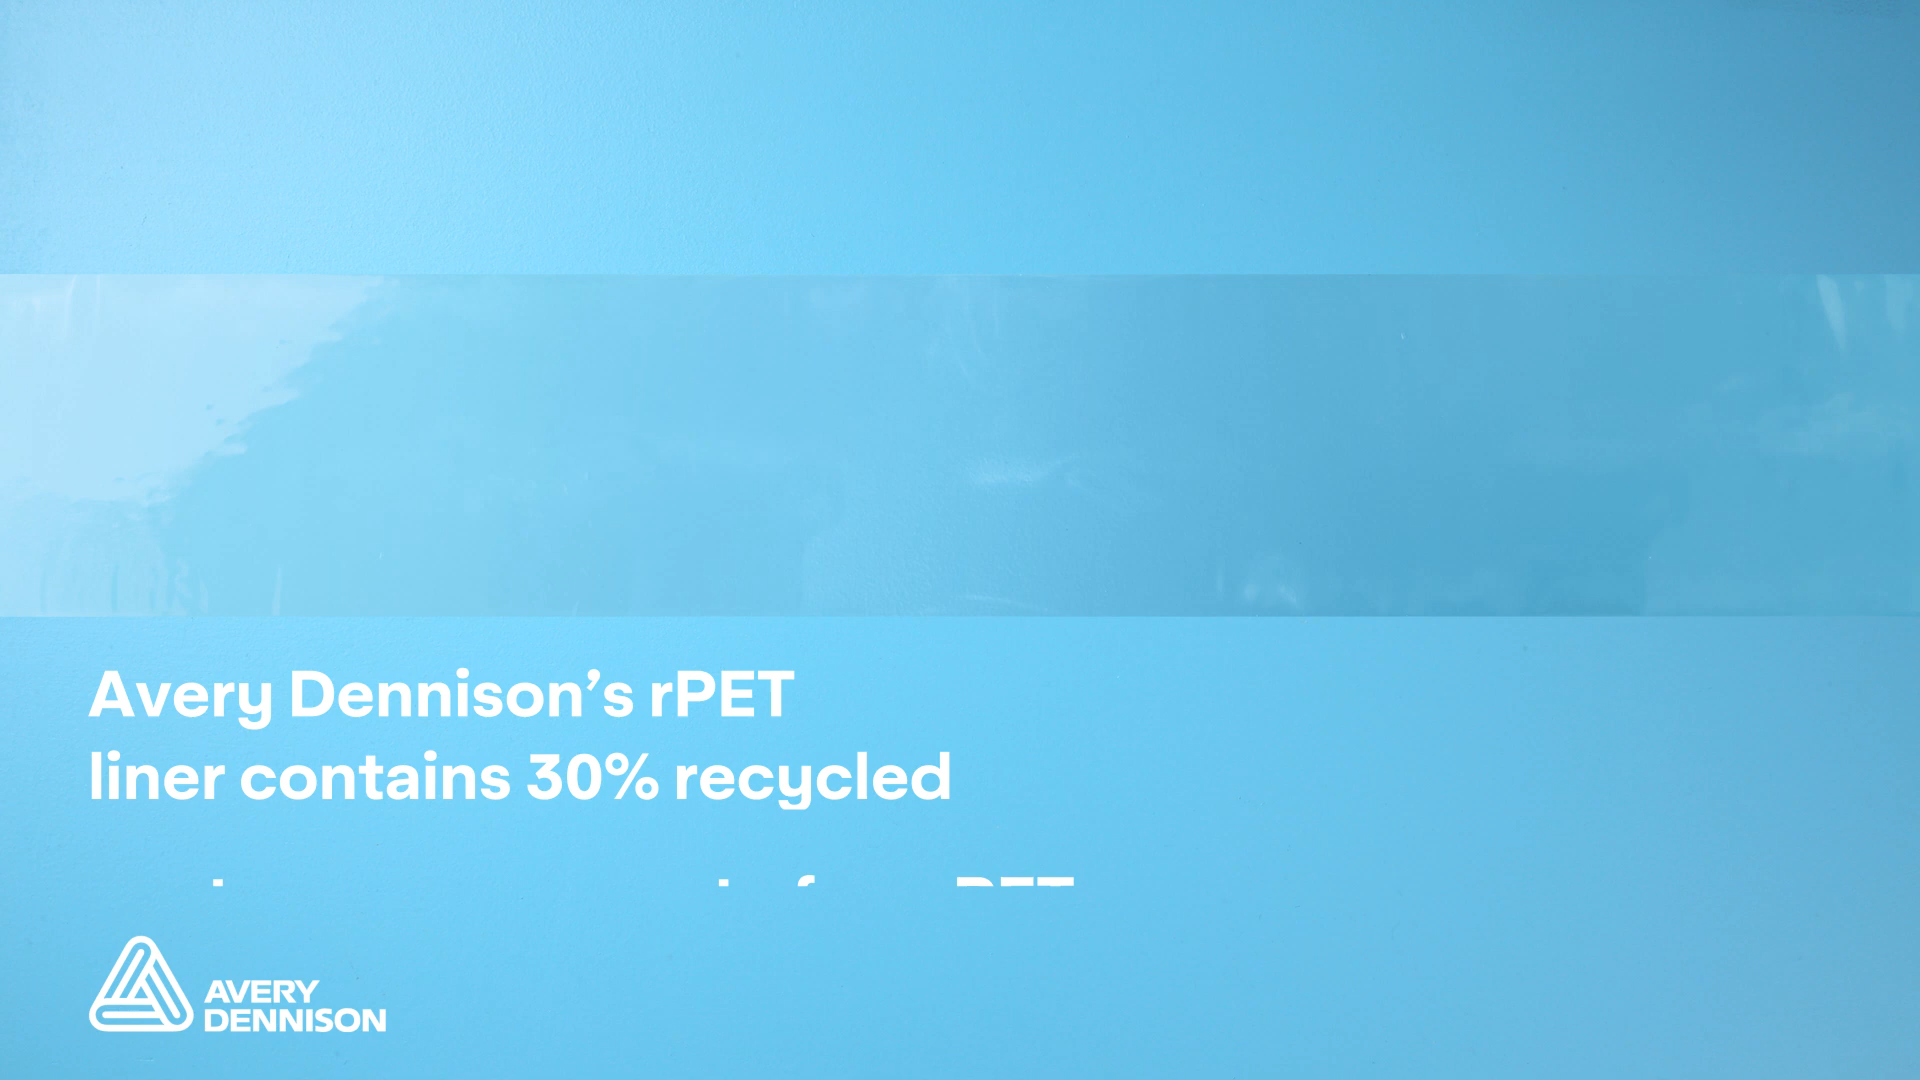 Avery Dennison’s rPET
liner contains 30% recycled
AVERY
DENNISON